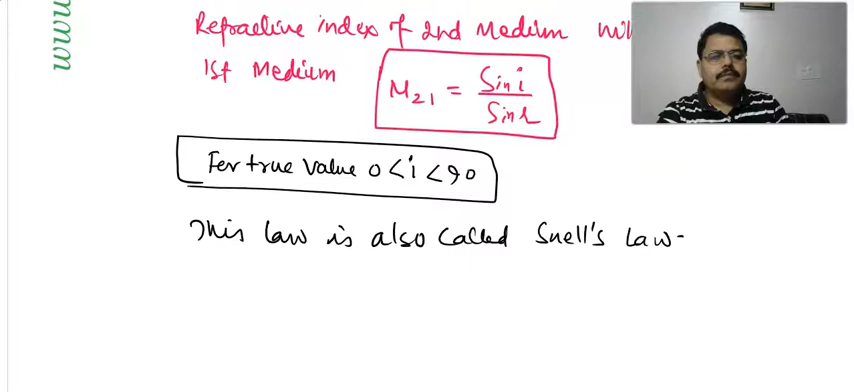 www
Refractive index of 2nd Medium
1st Medium μ21 = Sin i / Sin r
For true value 0 < i < 90
This law is also called Snell's law-